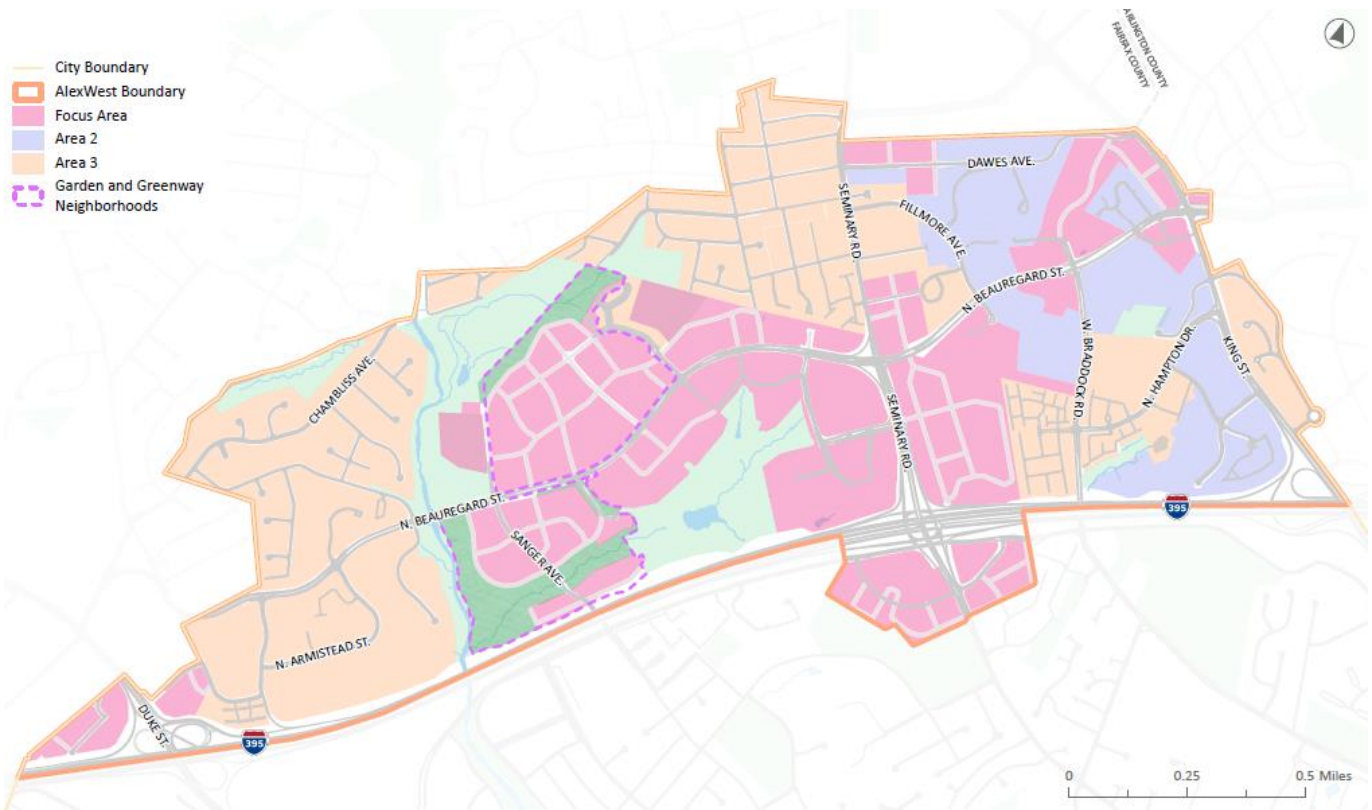 ARLINGTON COUNTY
FAIRFAX COUNTY
City Boundary
AlexWest Boundary
Focus Area
Area 2
Area 3
Garden and Greenway
Neighborhoods
DAWES AVE.
SEMINARY RD.
FILLMORE AVE.
N. BEAUREGARD ST.
W. BRADDOCK RD.
N. HAMPTON DR.
KING ST.
CHAMBLISS AVE.
SEMINARY RD.
N. BEAUREGARD ST.
395
SANGER AVE.
N. ARMISTEAD ST.
DUKE ST.
395
0 0.25 0.5 Miles